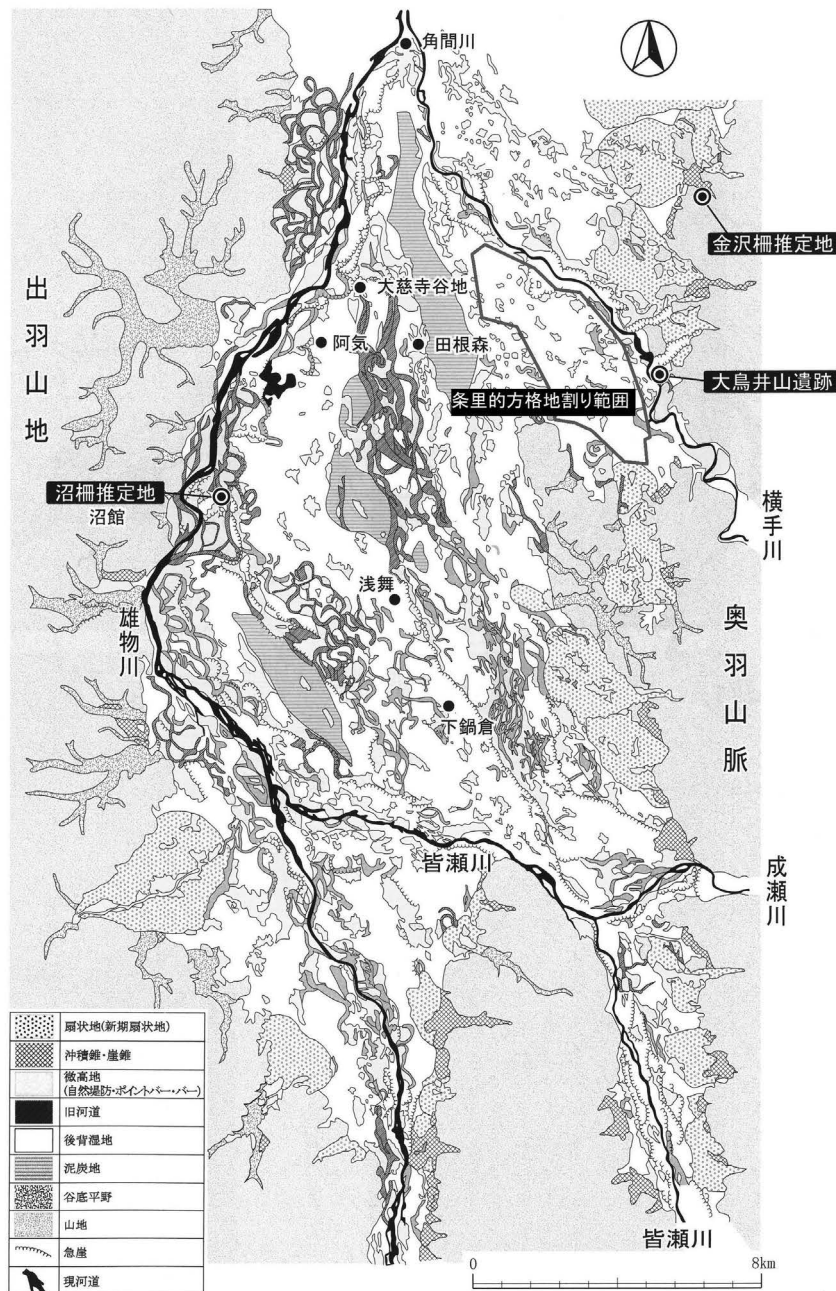 角間川
金沢柵推定地
大慈寺谷地
阿気
田根森
大鳥井山遺跡
条里的方格地割り範囲
出羽山地
沼柵推定地
沼館
横手川
浅舞
雄物川
奥羽山脈
下鍋倉
皆瀬川
成瀬川
扇状地(新期扇状地)
沖積錐・崖錐
微高地
(自然堤防・ポイントバー・バー)
旧河道
後背湿地
泥炭地
谷底平野
山地
急崖
現河道
皆瀬川
0 8km